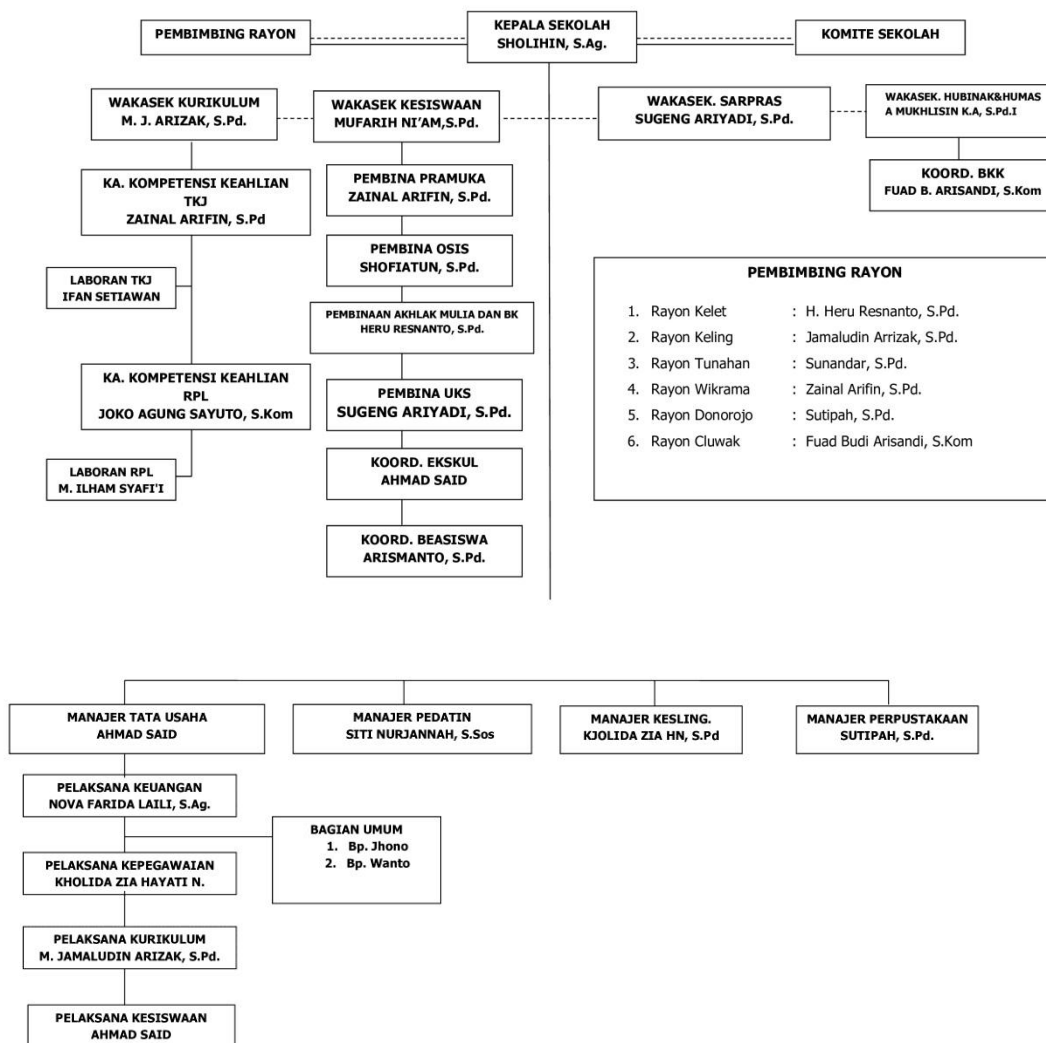 PEMBIMBING RAYON
KEPALA SEKOLAH
SHOLIHIN, S.Ag.
KOMITE SEKOLAH
WAKASEK KURIKULUM
M. J. ARIZAK, S.Pd.
WAKASEK KESISWAAN
MUFARIH NI'AM,S.Pd.
WAKASEK. SARPRAS
SUGENG ARIYADI, S.Pd.
WAKASEK. HUBINAK&HUMAS
A MUKHLISIN K.A, S.Pd.I
KA. KOMPETENSI KEAHLIAN
TKJ
ZAINAL ARIFIN, S.Pd
PEMBINA PRAMUKA
ZAINAL ARIFIN, S.Pd.
KOORD. BKK
FUAD B. ARISANDI, S.Kom
PEMBINA OSIS
SHOFIATUN, S.Pd.
LABORAN TKJ
IFAN SETIAWAN
PEMBINAAN AKHLAK MULIA DAN BK
HERU RESNANTO, S.Pd.
KA. KOMPETENSI KEAHLIAN
RPL
JOKO AGUNG SAYUTO, S.Kom
PEMBINA UKS
SUGENG ARIYADI, S.Pd.
LABORAN RPL
M. ILHAM SYAFI'I
KOORD. EKSKUL
AHMAD SAID
KOORD. BEASISWA
ARISMANTO, S.Pd.
PEMBIMBING RAYON
1. Rayon Kelet : H. Heru Resnanto, S.Pd.
2. Rayon Keling : Jamaludin Arrizak, S.Pd.
3. Rayon Tunahan : Sunandar, S.Pd.
4. Rayon Wikrama : Zainal Arifin, S.Pd.
5. Rayon Donorojo : Sutipah, S.Pd.
6. Rayon Cluwak : Fuad Budi Arisandi, S.Kom
MANAJER TATA USAHA
AHMAD SAID
MANAJER PEDATIN
SITI NURJANNAH, S.Sos
MANAJER KESLING.
KJOLIDA ZIA HN, S.Pd
MANAJER PERPUSTAKAAN
SUTIPAH, S.Pd.
PELAKSANA KEUANGAN
NOVA FARIDA LAILI, S.Ag.
BAGIAN UMUM
1. Bp. Jhono
2. Bp. Wanto
PELAKSANA KEPEGAWAIAN
KHOLIDA ZIA HAYATI N.
PELAKSANA KURIKULUM
M. JAMALUDIN ARIZAK, S.Pd.
PELAKSANA KESISWAAN
AHMAD SAID